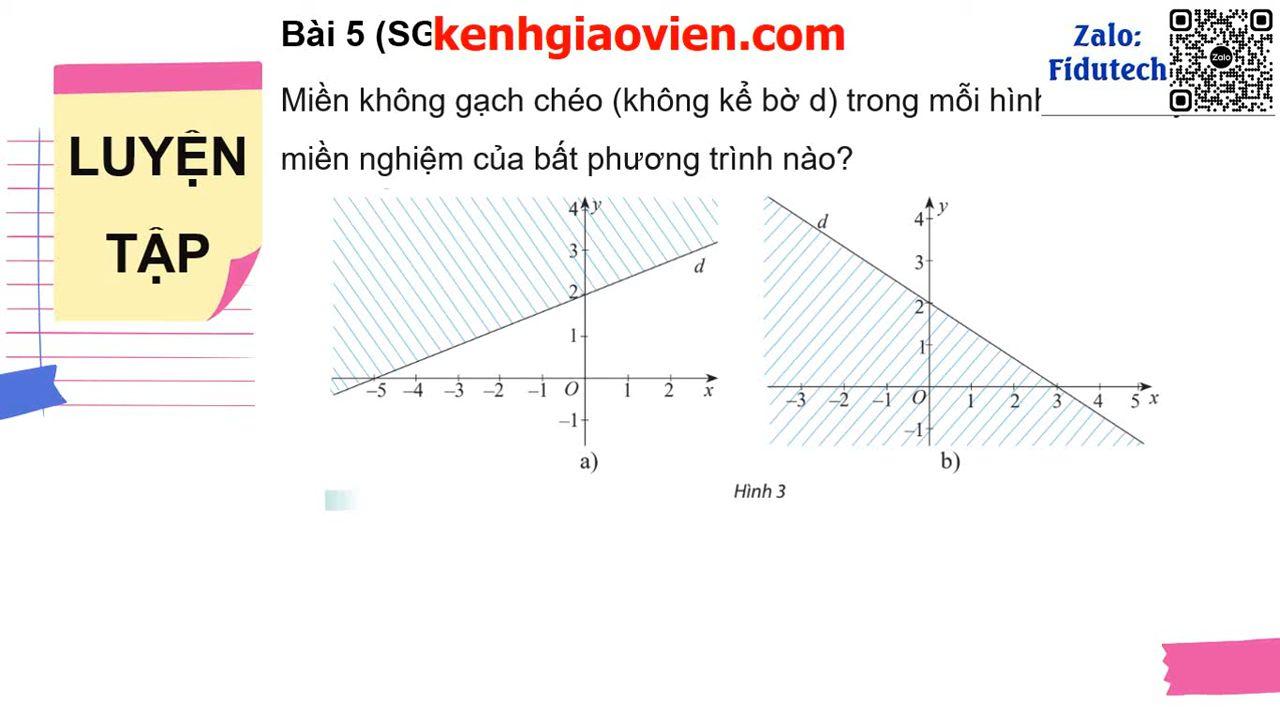 Bài 5 (SG
kenhgiaovien.com
Zalo:
Fidutech
Zalo
Miền không gạch chéo (không kể bờ d) trong mỗi hình
miền nghiệm của bất phương trình nào?
LUYỆN
TẬP
4 y
3
d
2
1
–5 –4 –3 –2 –1 O 1 2 x
–1
a)
d
4 y
3
2
1
–3 –2 –1 O 1 2 3 4 5 x
–1
b)
Hình 3